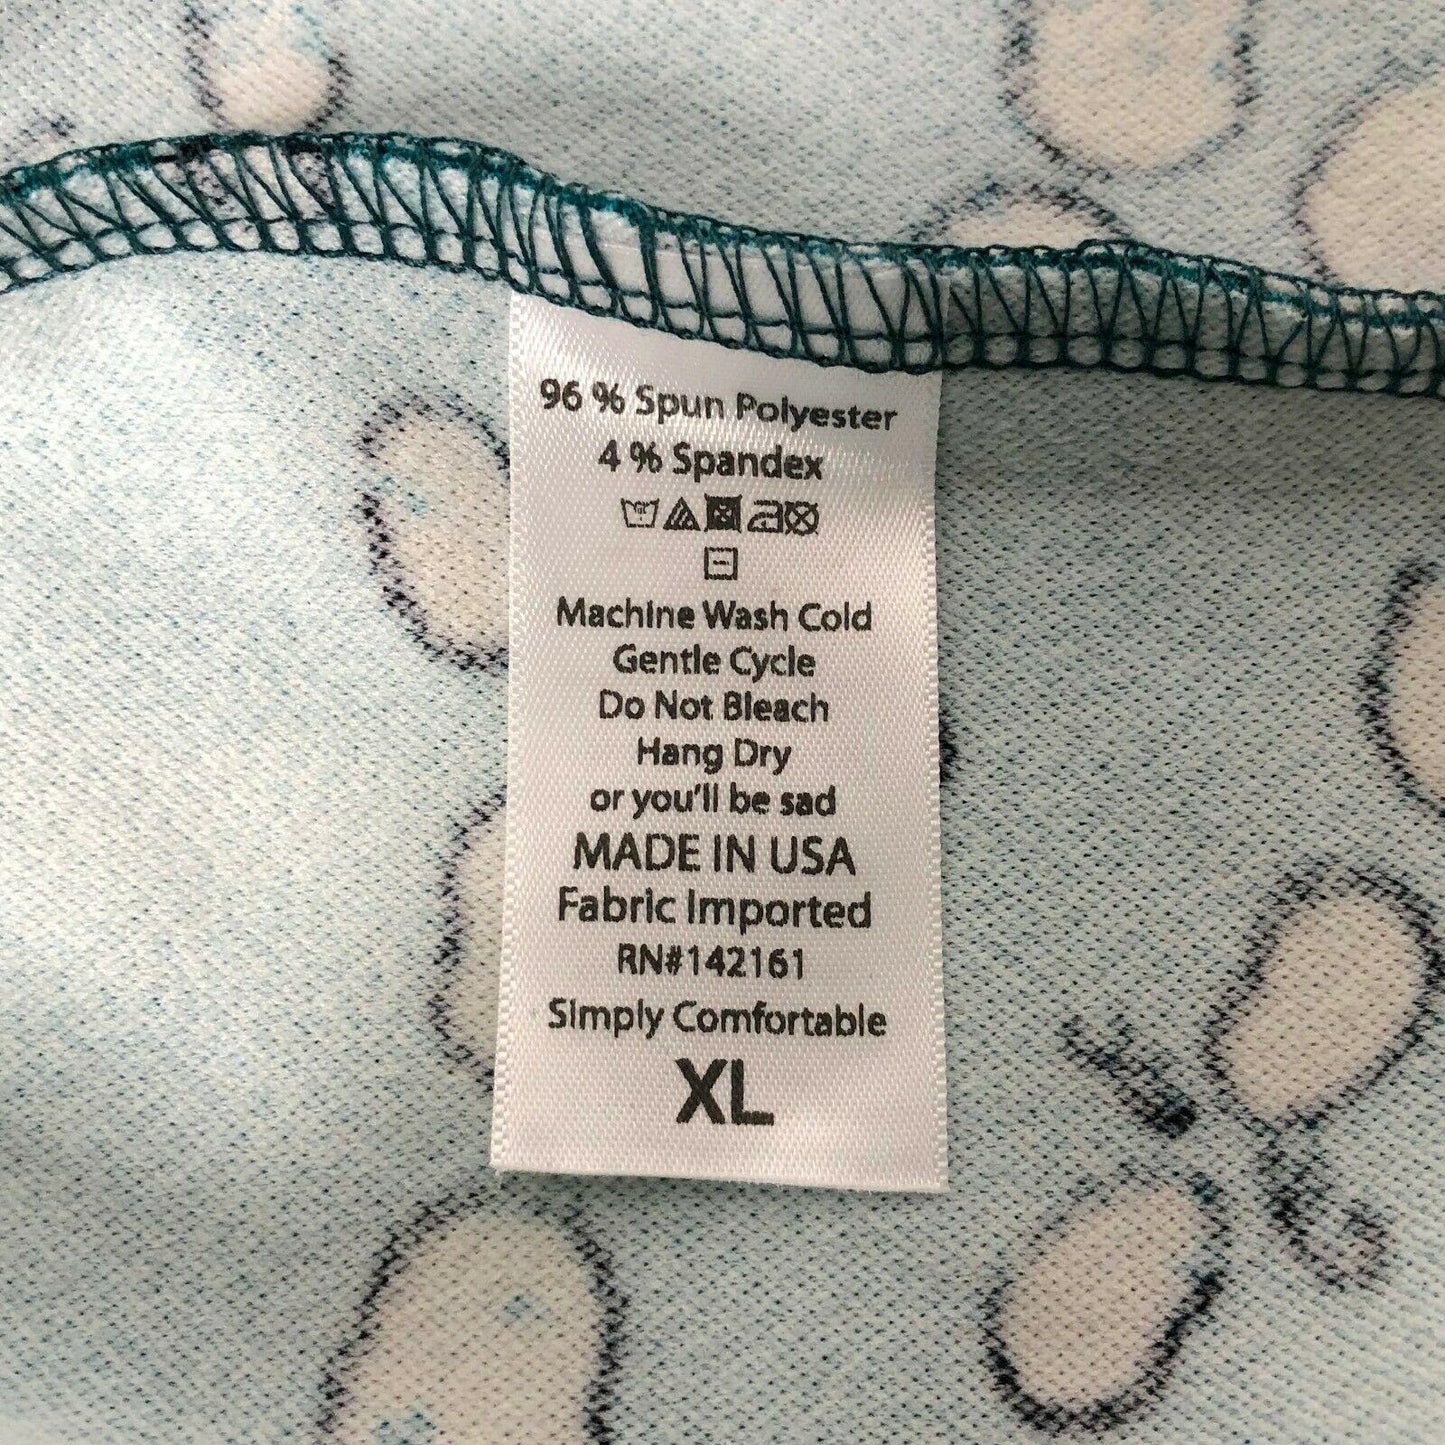 96 % Spun Polyester
4 % Spandex
Machine Wash Cold
Gentle Cycle
Do Not Bleach
Hang Dry
or you'll be sad
MADE IN USA
Fabric Imported
RN#142161
Simply Comfortable
XL